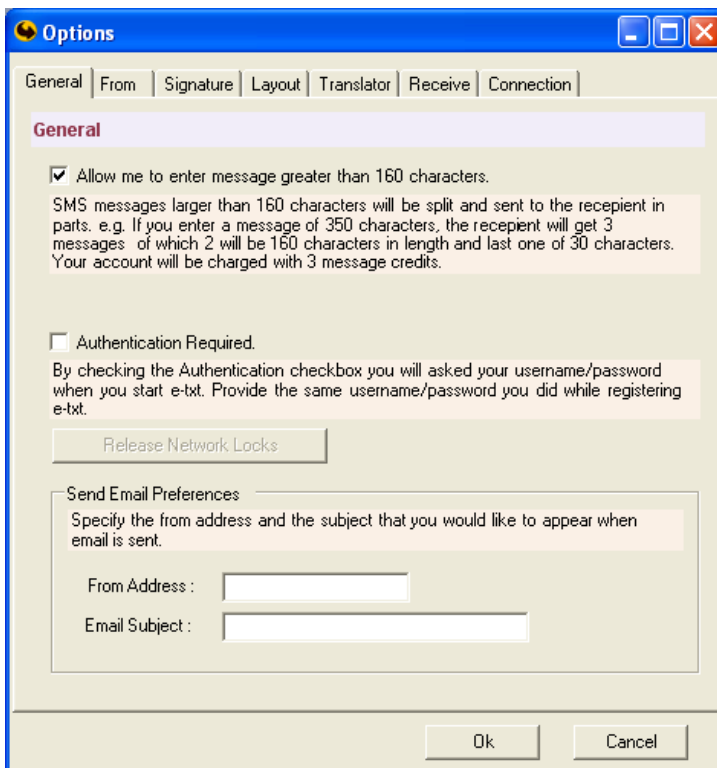 Options
General From Signature Layout Translator Receive Connection
General
Allow me to enter message greater than 160 characters.
SMS messages larger than 160 characters will be split and sent to the recepient in
parts. e.g. If you enter a message of 350 characters, the recepient will get 3
messages of which 2 will be 160 characters in length and last one of 30 characters.
Your account will be charged with 3 message credits.
Authentication Required.
By checking the Authentication checkbox you will asked your username/password
when you start e-txt. Provide the same username/password you did while registering
e-txt.
Release Network Locks
Send Email Preferences
Specify the from address and the subject that you would like to appear when
email is sent.
From Address :
Email Subject :
Ok Cancel